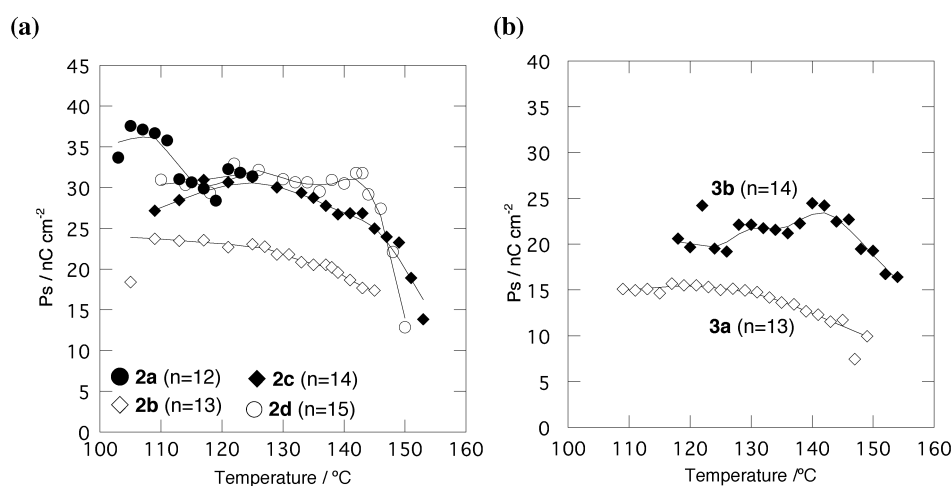 (a)
(b)
45
40
35
30
25
20
15
10
5
0
Ps / nC cm-2
2a (n=12)
2c (n=14)
2b (n=13)
2d (n=15)
100 110 120 130 140 150 160
Temperature / ºC
40
35
30
25
20
15
10
5
0
Ps / nC cm-2
3b (n=14)
3a (n=13)
100 110 120 130 140 150 160
Temperature /ºC